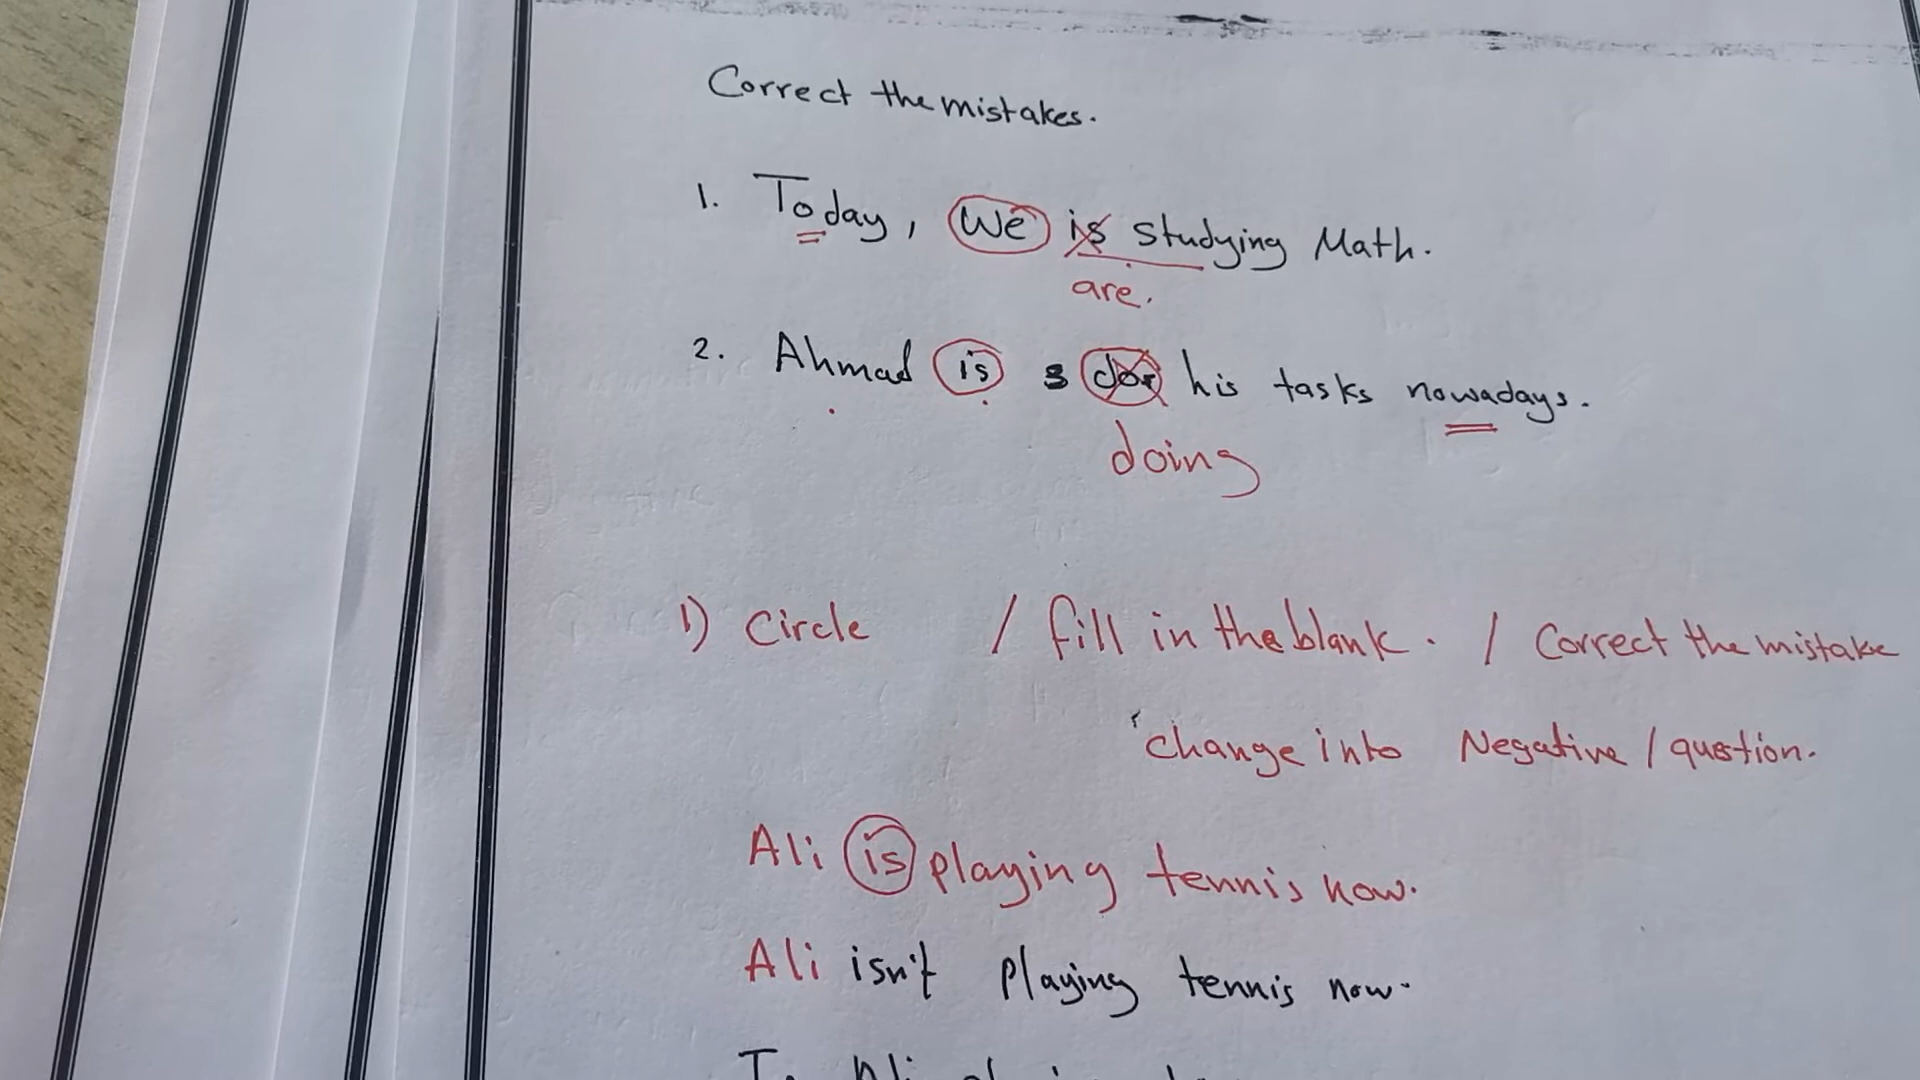 Correct the mistakes.
1. Today, We is studying Math.
are.
2. Ahmad is his tasks nowadays.
doing
1) Circle / fill in the blank. / Correct the mistake
change into Negative / qustion.
Ali is playing tennis now.
Ali isn't playing tennis now.